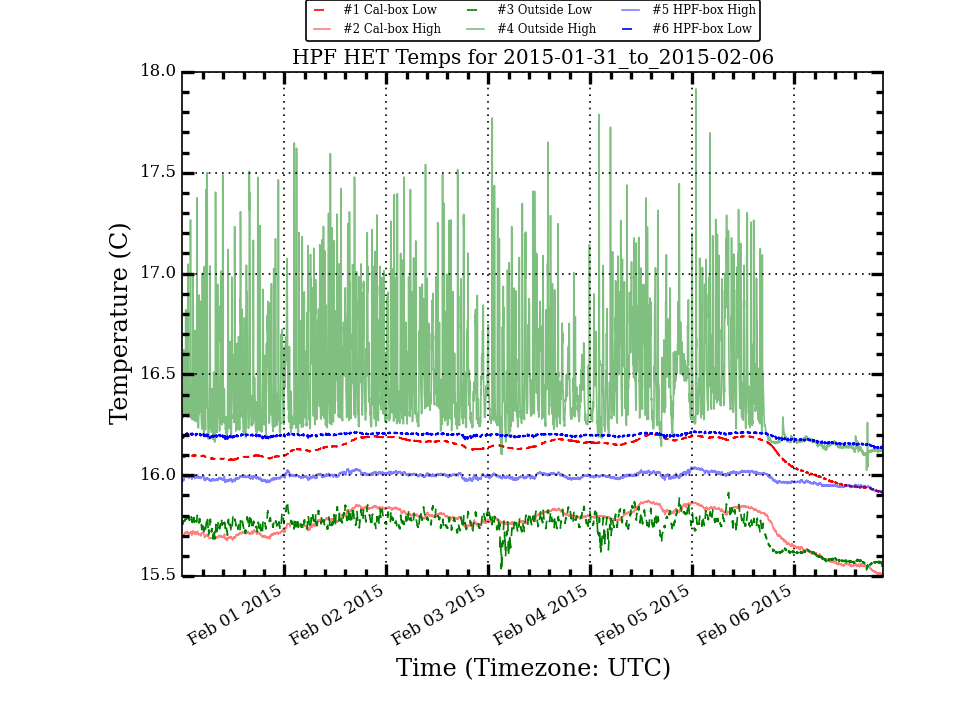 #1 Cal-box Low #3 Outside Low #5 HPF-box High
#2 Cal-box High #4 Outside High #6 HPF-box Low
HPF HET Temps for 2015-01-31_to_2015-02-06
18.0
17.5
17.0
16.5
16.0
15.5
Temperature (C)
Feb 01 2015 Feb 02 2015 Feb 03 2015 Feb 04 2015 Feb 05 2015 Feb 06 2015
Time (Timezone: UTC)